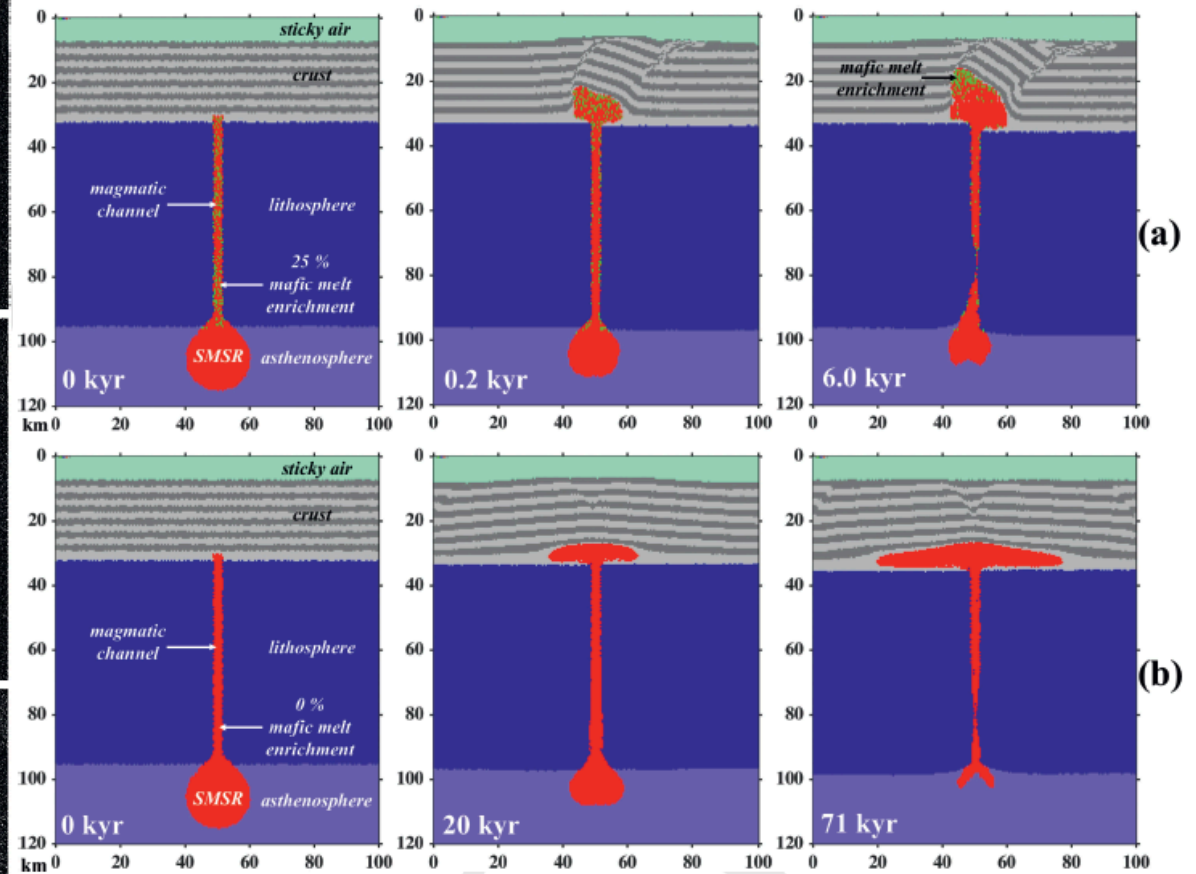 0
20
40
60
80
100
120
km
0
20
40
60
80
100
sticky air
crust
magmatic
channel
lithosphere
25 %
mafic melt
enrichment
SMSR
asthenosphere
0 kyr
0
20
40
60
80
100
120
0
20
40
60
80
100
0.2 kyr
0
20
40
60
80
100
120
0
20
40
60
80
100
mafic melt
enrichment
6.0 kyr
(a)
0
20
40
60
80
100
120
km
0
20
40
60
80
100
sticky air
crust
magmatic
channel
lithosphere
0 %
mafic melt
enrichment
SMSR
asthenosphere
0 kyr
0
20
40
60
80
100
120
0
20
40
60
80
100
20 kyr
0
20
40
60
80
100
120
0
20
40
60
80
100
71 kyr
(b)